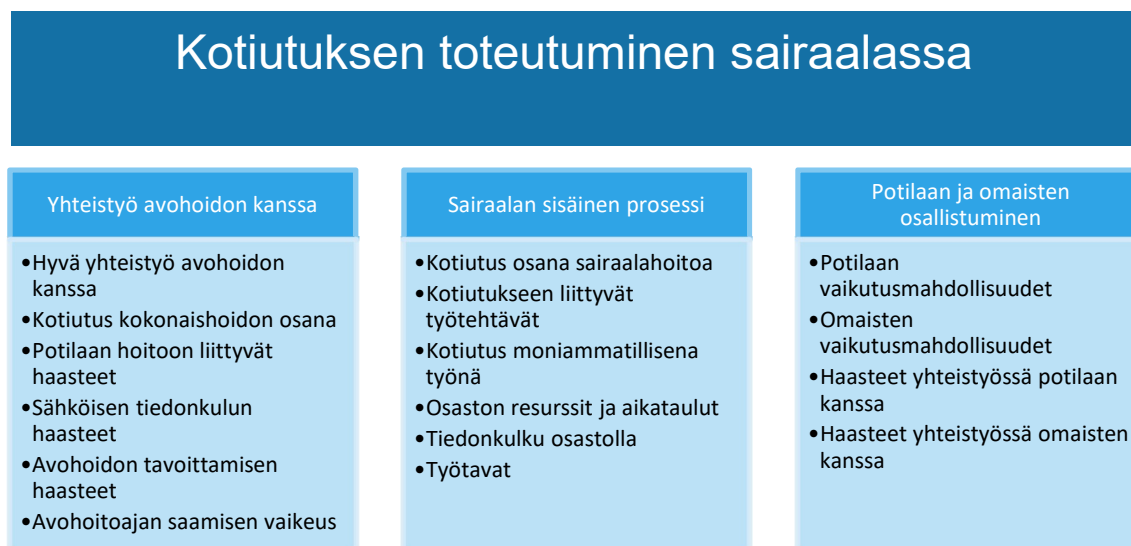 Kotiutuksen toteutuminen sairaalassa
Yhteistyö avohoidon kanssa
•Hyvä yhteistyö avohoidon
kanssa
•Kotiutus kokonaishoidon osana
•Potilaan hoitoon liittyvät
haasteet
•Sähköisen tiedonkulun
haasteet
•Avohoidon tavoittamisen
haasteet
•Avohoitoajan saamisen vaikeus
Sairaalan sisäinen prosessi
•Kotiutus osana sairaalahoitoa
•Kotiutukseen liittyvät
työtehtävät
•Kotiutus moniammatillisena
työnä
•Osaston resurssit ja aikataulut
•Tiedonkulku osastolla
•Työtavat
Potilaan ja omaisten
osallistuminen
•Potilaan
vaikutusmahdollisuudet
•Omaisten
vaikutusmahdollisuudet
•Haasteet yhteistyössä potilaan
kanssa
•Haasteet yhteistyössä omaisten
kanssa